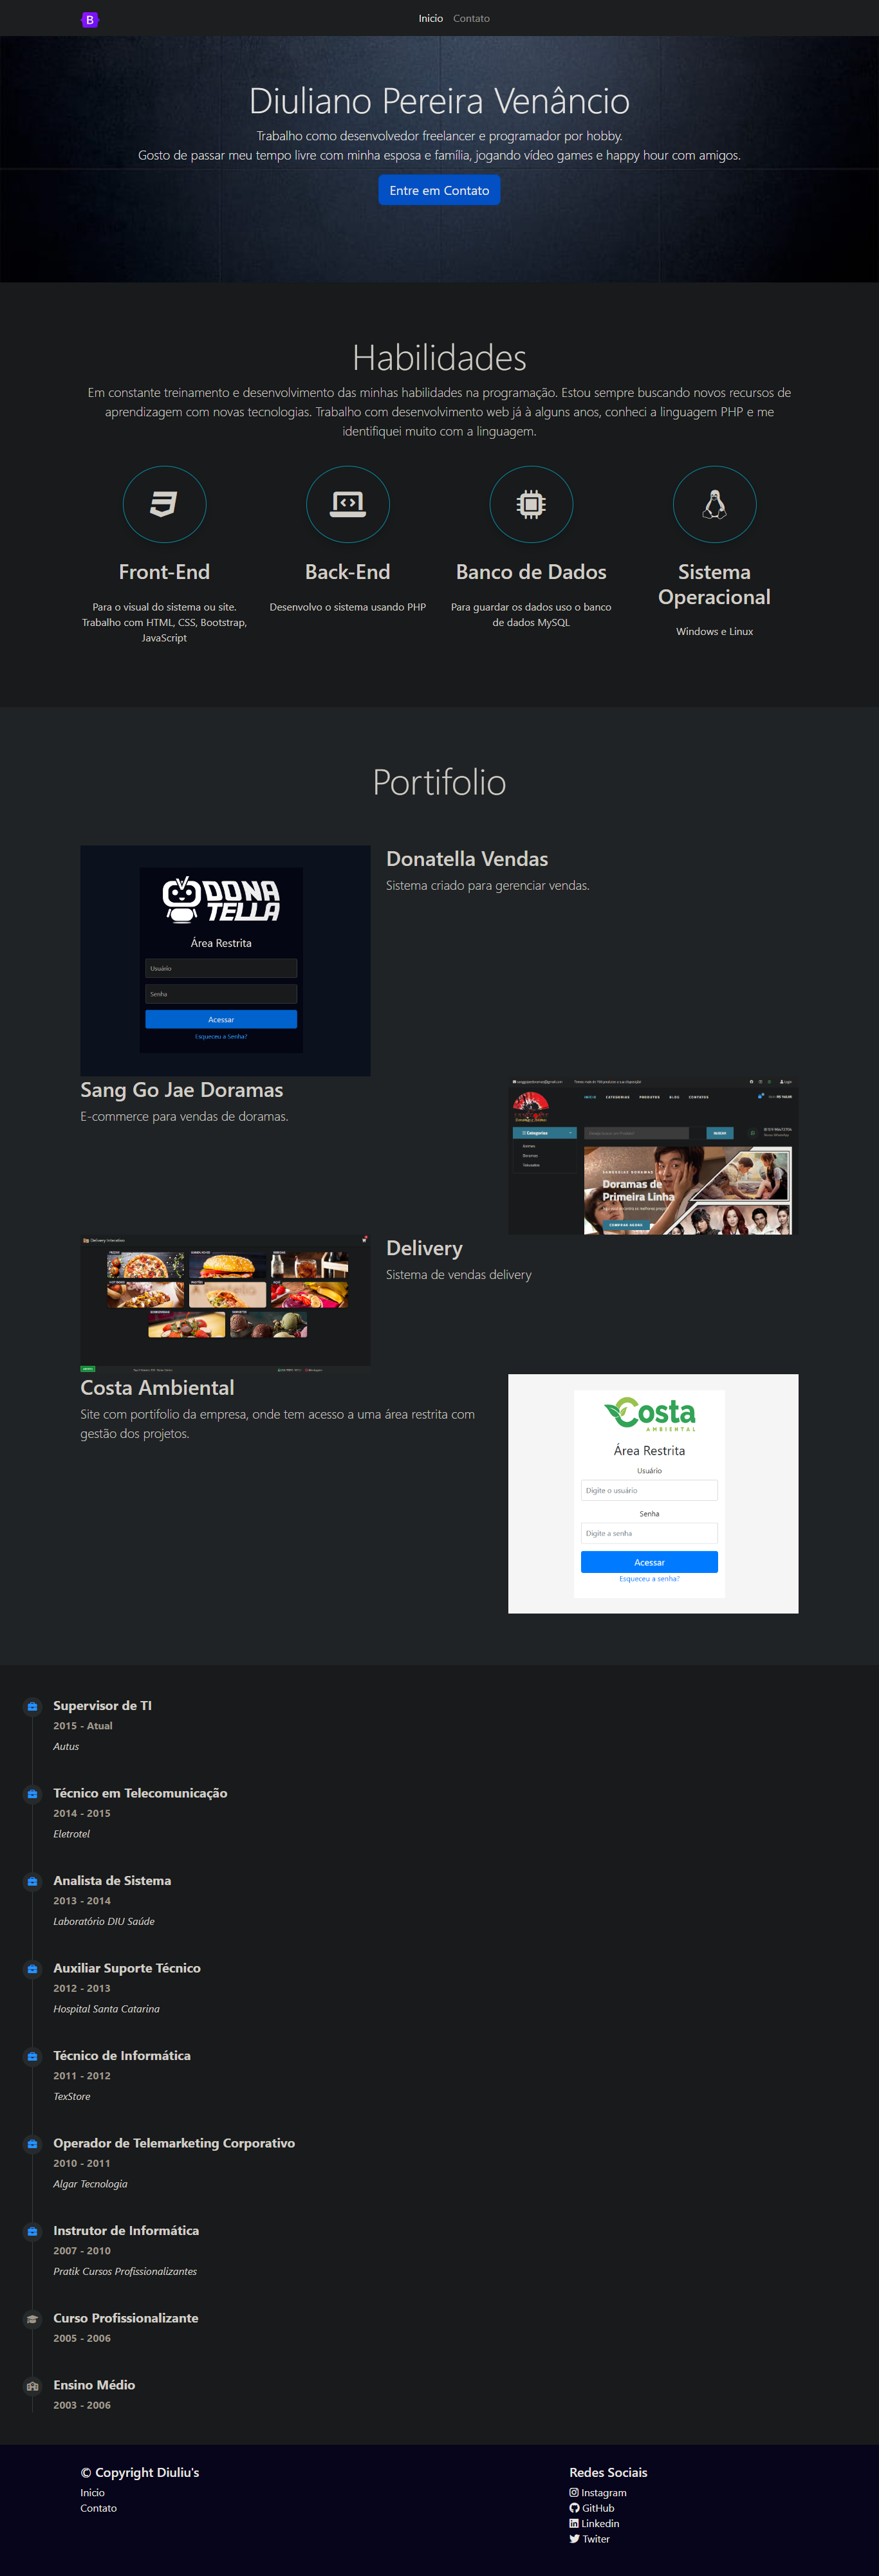 B
Inicio Contato
Diuliano Pereira Venâncio
Trabalho como desenvolvedor freelancer e programador por hobby.
Gosto de passar meu tempo livre com minha esposa e família, jogando vídeo games e happy hour com amigos.
Entre em Contato
Habilidades
Em constante treinamento e desenvolvimento das minhas habilidades na programação. Estou sempre buscando novos recursos de
aprendizagem com novas tecnologias. Trabalho com desenvolvimento web já à alguns anos, conheci a linguagem PHP e me
identifiquei muito com a linguagem.
Front-End
Para o visual do sistema ou site.
Trabalho com HTML, CSS, Bootstrap,
JavaScript
Back-End
Desenvolvo o sistema usando PHP
Banco de Dados
Para guardar os dados uso o banco
de dados MySQL
Sistema
Operacional
Windows e Linux
Portifolio
DONA
TELLA
Área Restrita
Usuário
Senha
Acessar
Esqueceu a Senha?
Donatella Vendas
Sistema criado para gerenciar vendas.
Sang Go Jae Doramas
E-commerce para vendas de doramas.
Login
INÍCIO CATEGORIAS PRODUTOS BLOG CONTATOS
Categorias
BUSCAR
Doramas de
Primeira Linha
COMPRAR AGORA
Delivery Interativo
Delivery
Sistema de vendas delivery
Costa Ambiental
Site com portifolio da empresa, onde tem acesso a uma área restrita com
gestão dos projetos.
Costa
AMBIENTAL
Área Restrita
Usuário
Digite o usuário
Senha
Digite a senha
Acessar
Esqueceu a senha?
Supervisor de TI
2015 - Atual
Autus
Técnico em Telecomunicação
2014 - 2015
Eletrotel
Analista de Sistema
2013 - 2014
Laboratório DIU Saúde
Auxiliar Suporte Técnico
2012 - 2013
Hospital Santa Catarina
Técnico de Informática
2011 - 2012
TexStore
Operador de Telemarketing Corporativo
2010 - 2011
Algar Tecnologia
Instrutor de Informática
2007 - 2010
Pratik Cursos Profissionalizantes
Curso Profissionalizante
2005 - 2006
Ensino Médio
2003 - 2006
© Copyright Diuliu's
Inicio
Contato
Redes Sociais
Instagram
GitHub
Linkedin
Twiter